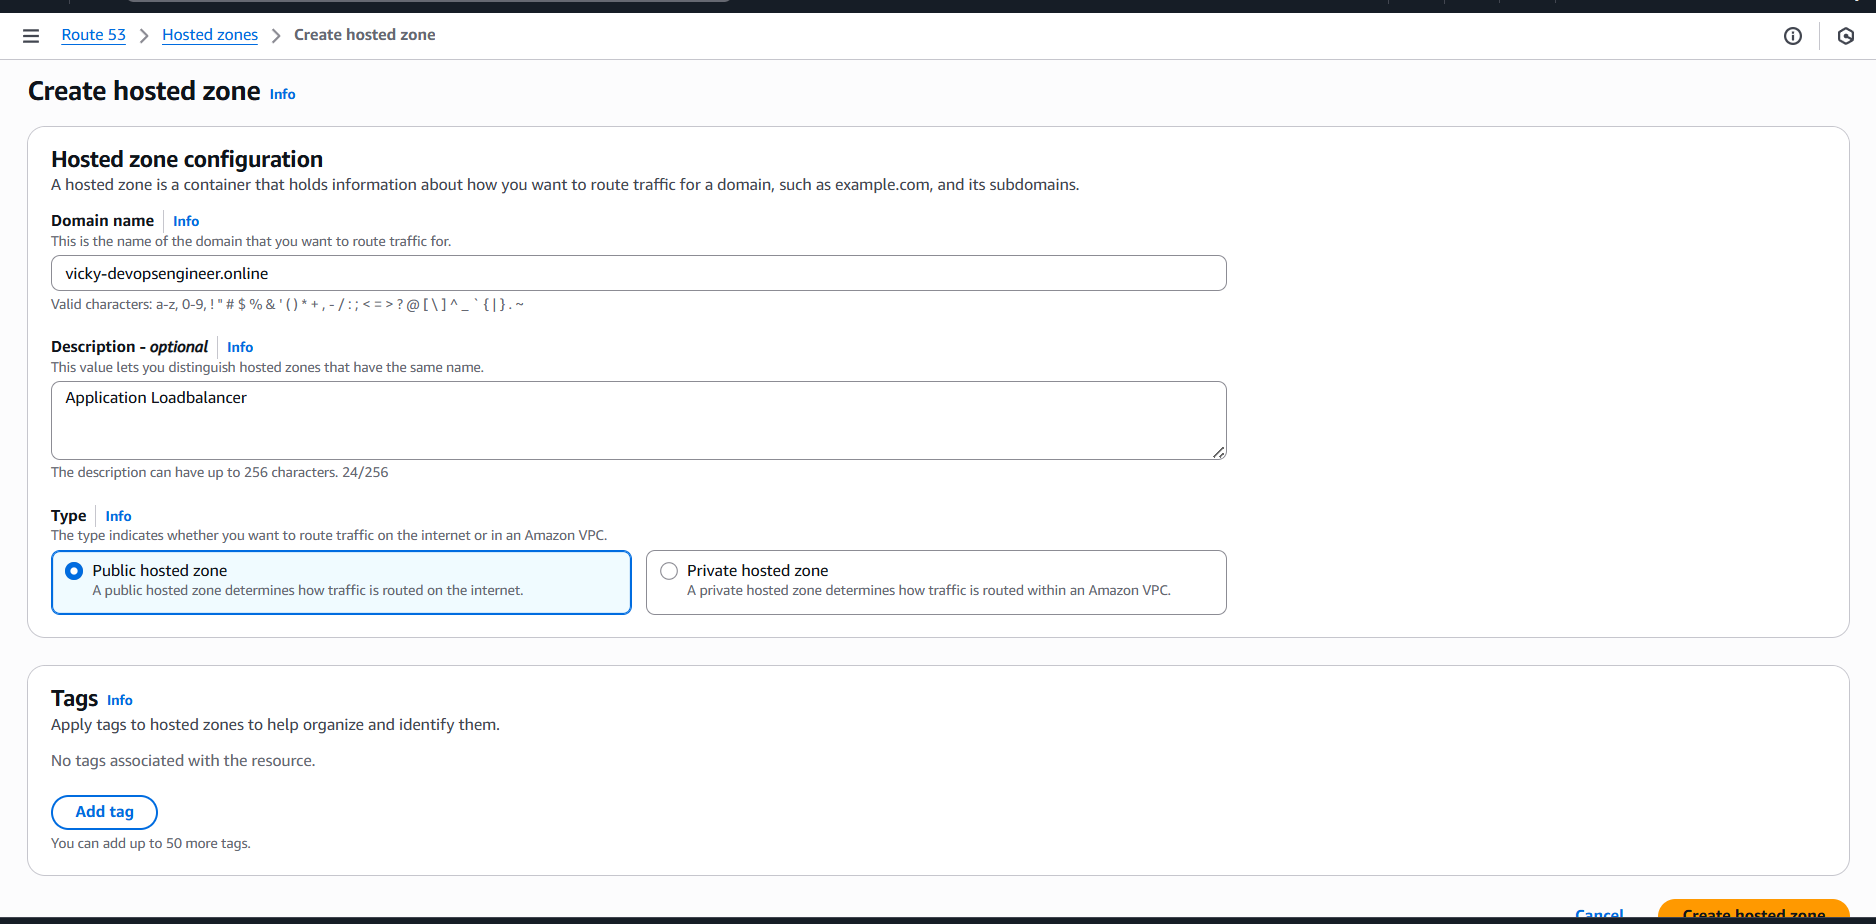 Route 53 > Hosted zones > Create hosted zone
Create hosted zone Info
Hosted zone configuration
A hosted zone is a container that holds information about how you want to route traffic for a domain, such as example.com, and its subdomains.
Domain name Info
This is the name of the domain that you want to route traffic for.
vicky-devopsengineer.online
Valid characters: a-z, 0-9, ! " # $ % & ' ( ) * + , - / : ; < = > ? @ [ \ ] ^ _ ` { | } . ~
Description - optional Info
This value lets you distinguish hosted zones that have the same name.
Application Loadbalancer
The description can have up to 256 characters. 24/256
Type Info
The type indicates whether you want to route traffic on the internet or in an Amazon VPC.
Public hosted zone
A public hosted zone determines how traffic is routed on the internet.
Private hosted zone
A private hosted zone determines how traffic is routed within an Amazon VPC.
Tags Info
Apply tags to hosted zones to help organize and identify them.
No tags associated with the resource.
Add tag
You can add up to 50 more tags.
Cancel Create hosted zone